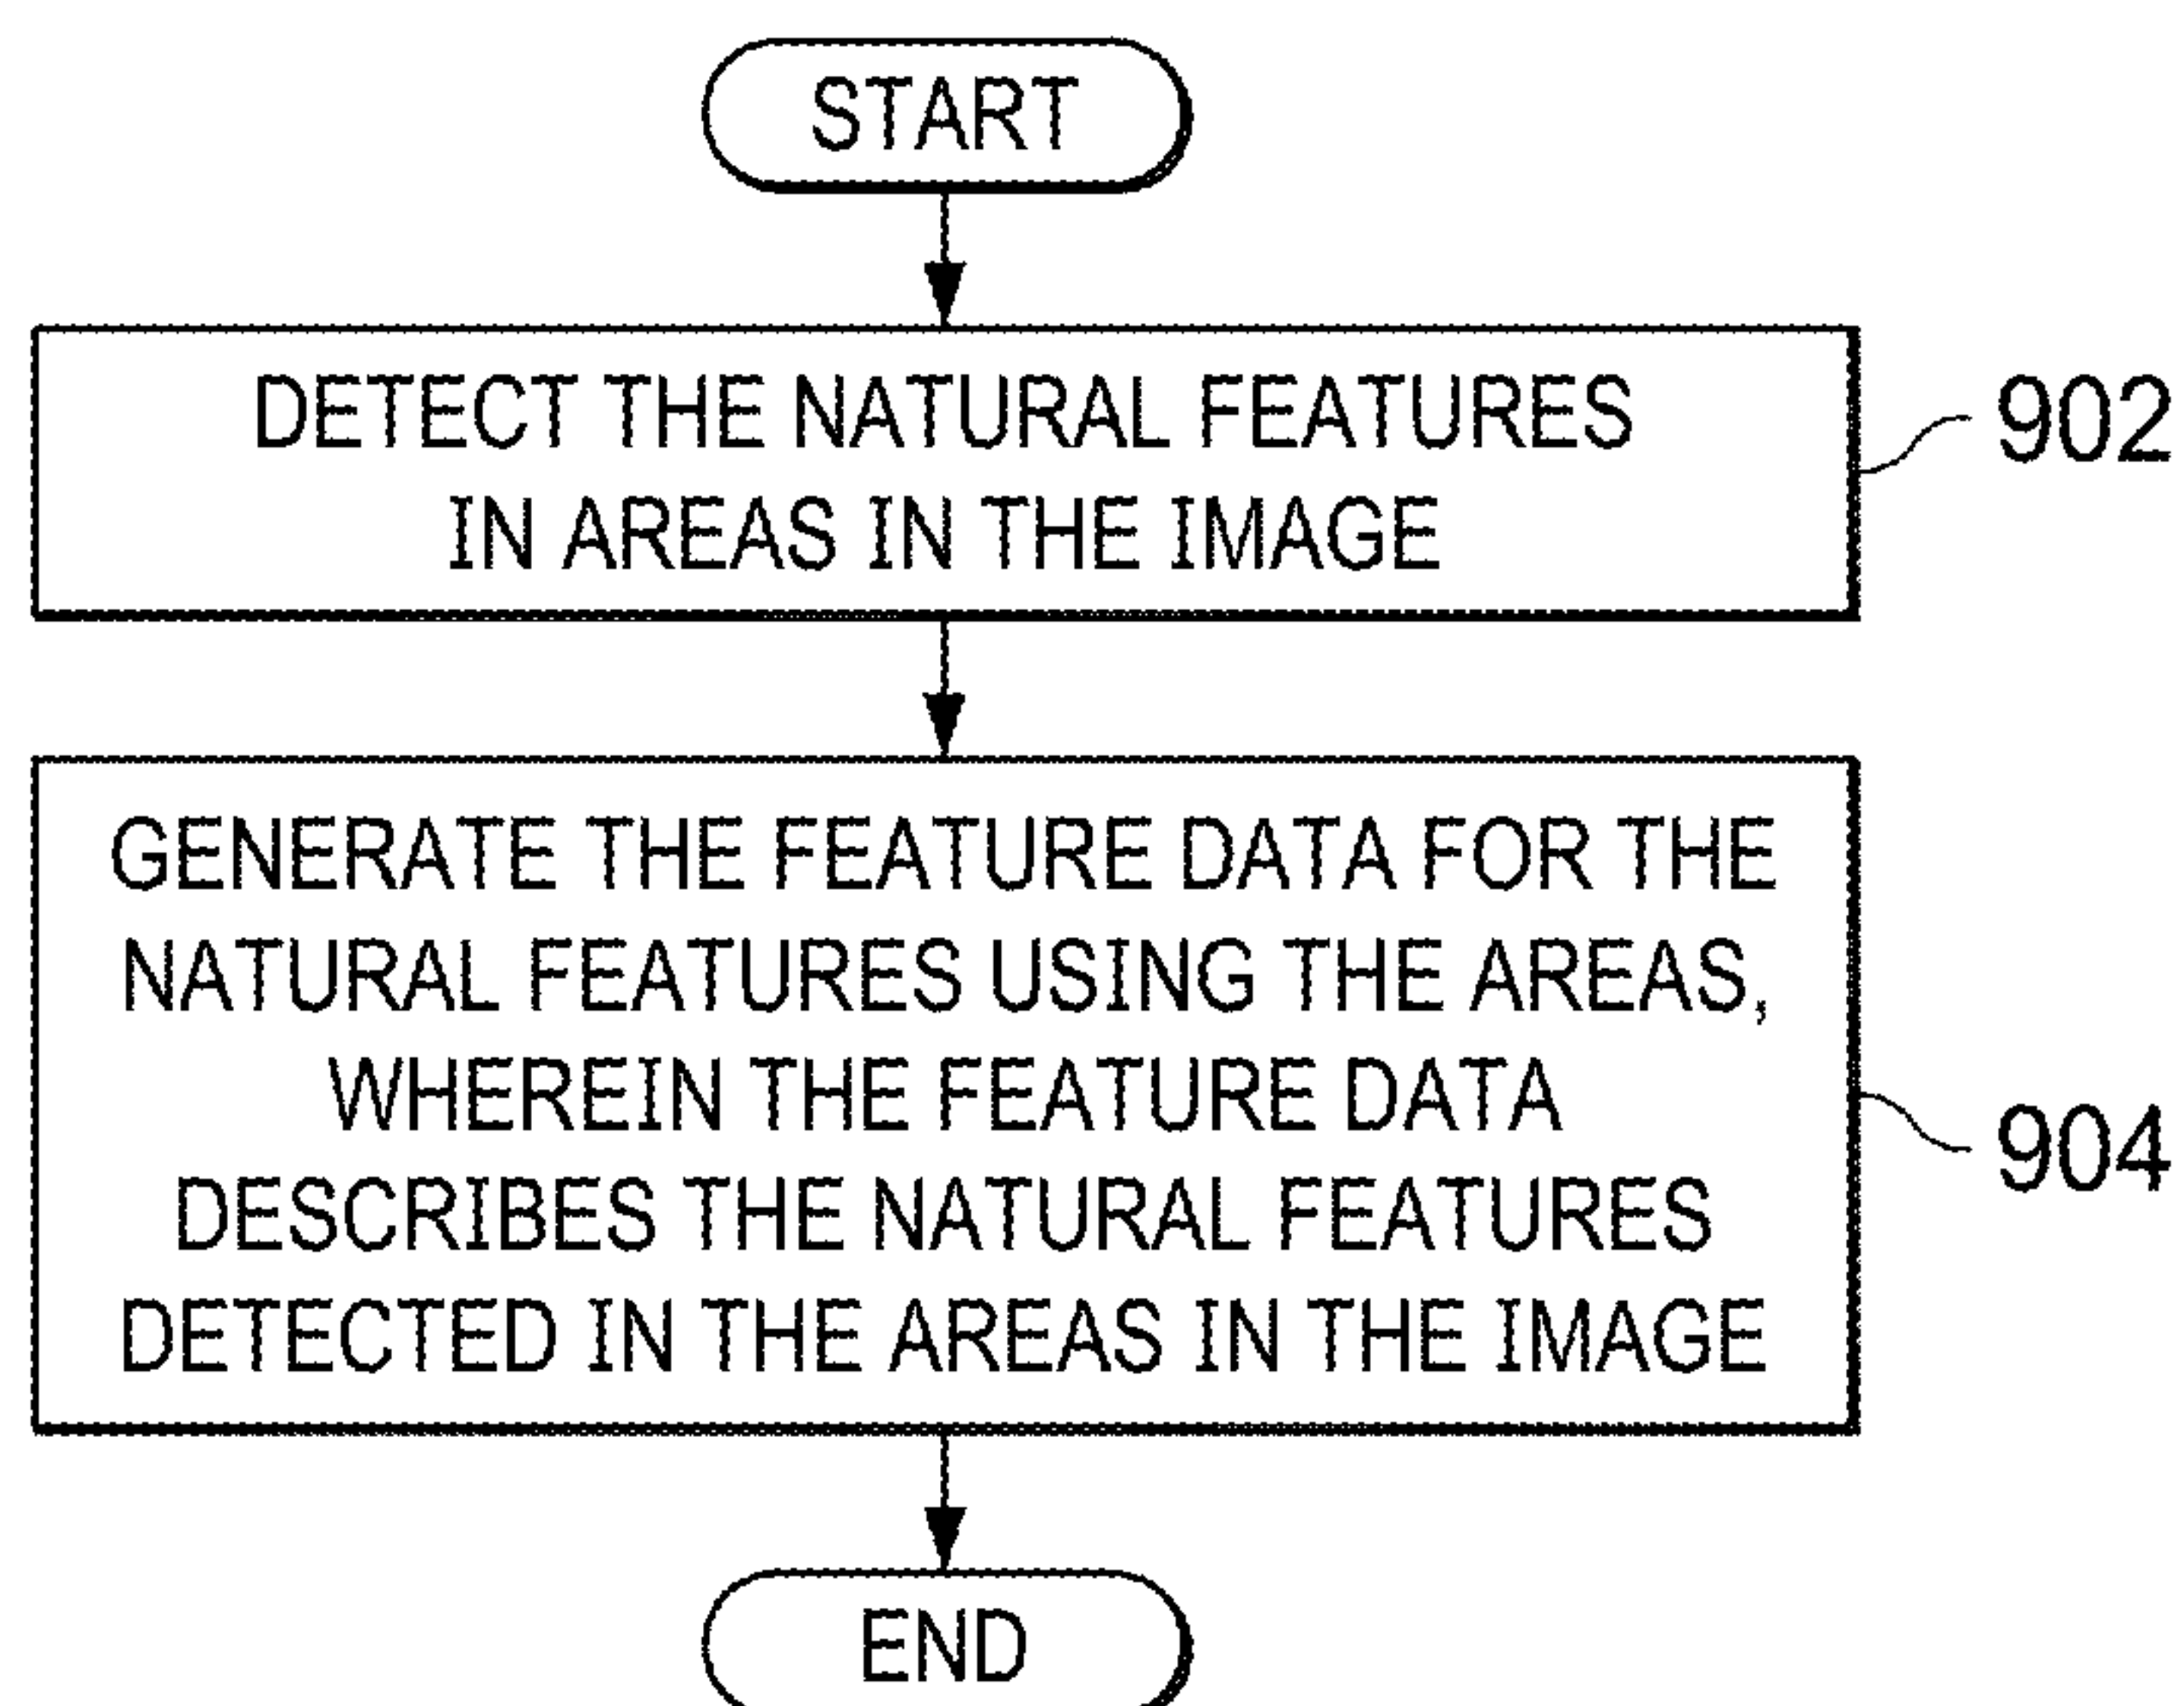 START
DETECT THE NATURAL FEATURES
IN AREAS IN THE IMAGE
902
GENERATE THE FEATURE DATA FOR THE
NATURAL FEATURES USING THE AREAS,
WHEREIN THE FEATURE DATA
DESCRIBES THE NATURAL FEATURES
DETECTED IN THE AREAS IN THE IMAGE
904
END